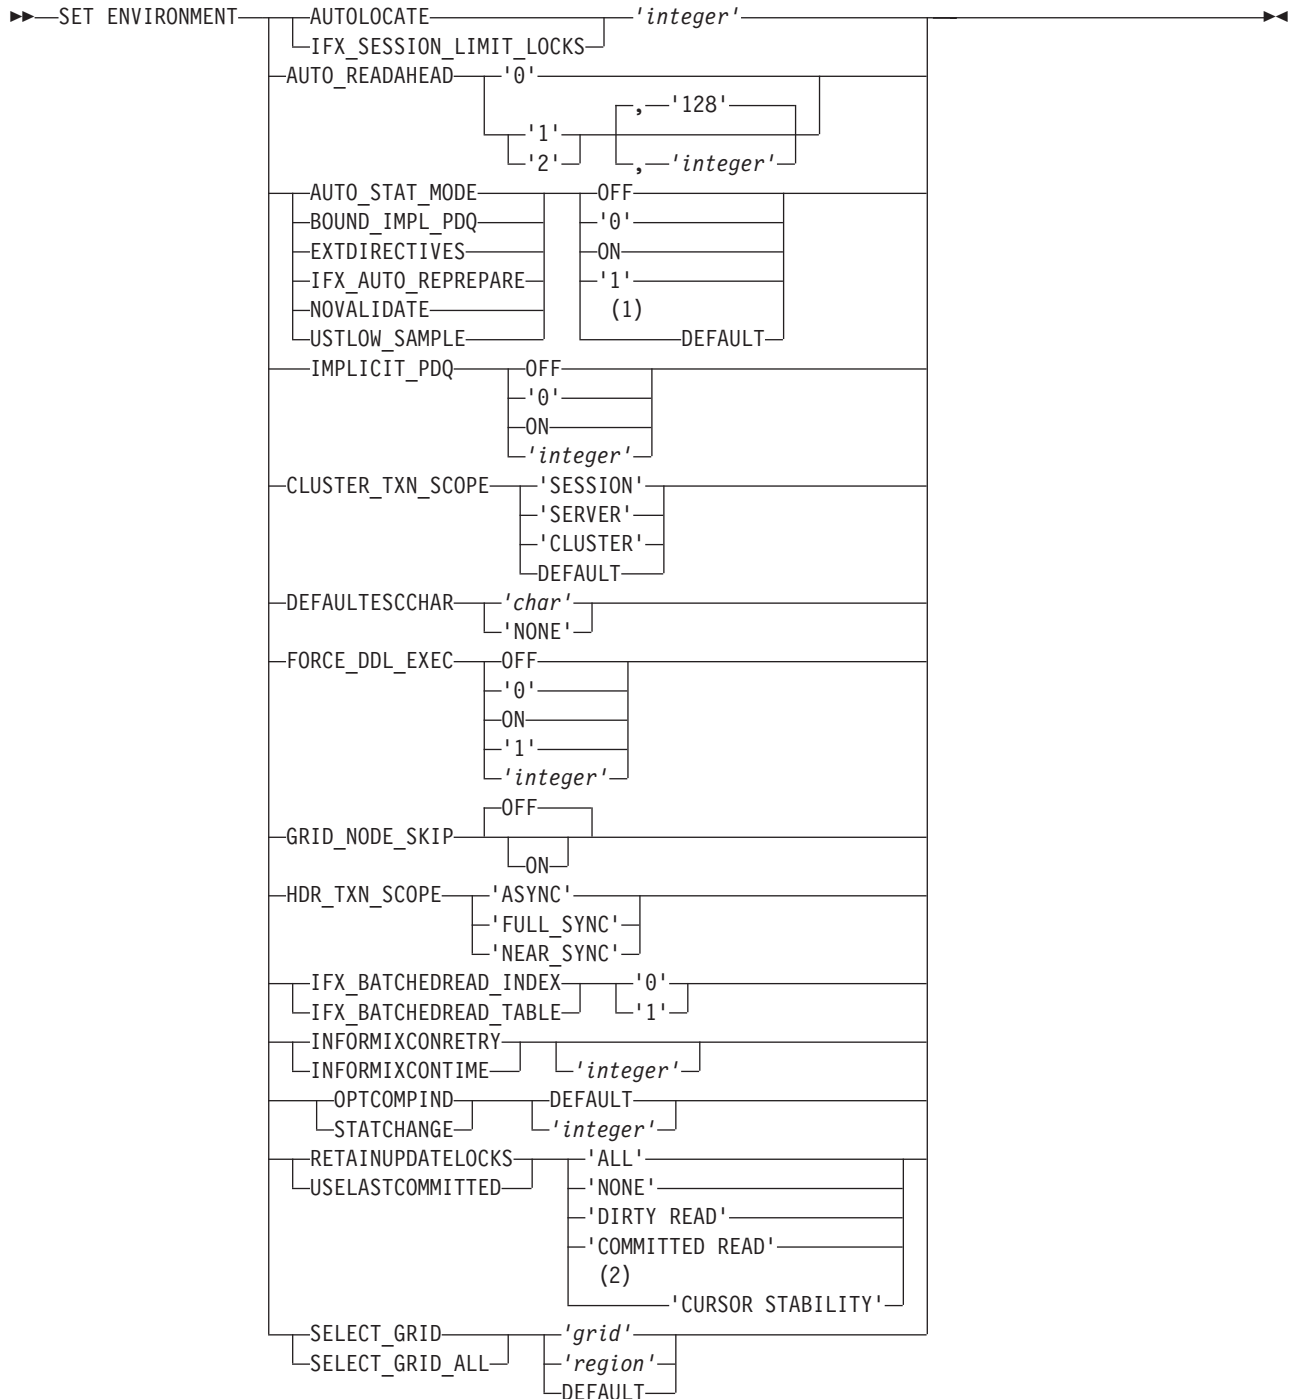 SET ENVIRONMENT AUTOLOCATE 'integer'
IFX_SESSION_LIMIT_LOCKS
AUTO_READAHEAD '0'
, '128'
'1'
'2' , 'integer'
AUTO_STAT_MODE OFF
BOUND_IMPL_PDQ '0'
EXTDIRECTIVES ON
IFX_AUTO_REPREPARE '1'
NOVALIDATE (1)
USTLOW_SAMPLE DEFAULT
IMPLICIT_PDQ OFF
'0'
ON
'integer'
CLUSTER_TXN_SCOPE 'SESSION'
'SERVER'
'CLUSTER'
DEFAULT
DEFAULTESCCHAR 'char'
'NONE'
FORCE_DDL_EXEC OFF
'0'
ON
'1'
'integer'
OFF
GRID_NODE_SKIP
ON
HDR_TXN_SCOPE 'ASYNC'
'FULL_SYNC'
'NEAR_SYNC'
IFX_BATCHEDREAD_INDEX '0'
IFX_BATCHEDREAD_TABLE '1'
INFORMIXCONRETRY
INFORMIXCONTIME 'integer'
OPTCOMPIND DEFAULT
STATCHANGE 'integer'
RETAINUPDATELOCKS 'ALL'
USELASTCOMMITTED 'NONE'
'DIRTY READ'
'COMMITTED READ'
(2)
'CURSOR STABILITY'
SELECT_GRID 'grid'
SELECT_GRID_ALL 'region'
DEFAULT